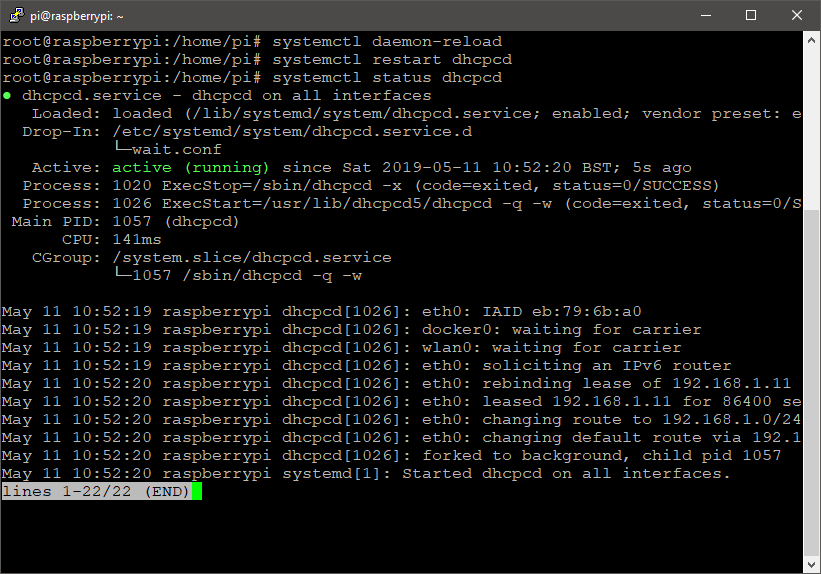 pi@raspberrypi: ~
root@raspberrypi:/home/pi# systemctl daemon-reload
root@raspberrypi:/home/pi# systemctl restart dhcpcd
root@raspberrypi:/home/pi# systemctl status dhcpcd
● dhcpcd.service - dhcpcd on all interfaces
   Loaded: loaded (/lib/systemd/system/dhcpcd.service; enabled; vendor preset: e
  Drop-In: /etc/systemd/system/dhcpcd.service.d
           └─wait.conf
   Active: active (running) since Sat 2019-05-11 10:52:20 BST; 5s ago
  Process: 1020 ExecStop=/sbin/dhcpcd -x (code=exited, status=0/SUCCESS)
  Process: 1026 ExecStart=/usr/lib/dhcpcd5/dhcpcd -q -w (code=exited, status=0/S
 Main PID: 1057 (dhcpcd)
      CPU: 141ms
   CGroup: /system.slice/dhcpcd.service
           └─1057 /sbin/dhcpcd -q -w
May 11 10:52:19 raspberrypi dhcpcd[1026]: eth0: IAID eb:79:6b:a0
May 11 10:52:19 raspberrypi dhcpcd[1026]: docker0: waiting for carrier
May 11 10:52:19 raspberrypi dhcpcd[1026]: wlan0: waiting for carrier
May 11 10:52:19 raspberrypi dhcpcd[1026]: eth0: soliciting an IPv6 router
May 11 10:52:20 raspberrypi dhcpcd[1026]: eth0: rebinding lease of 192.168.1.11
May 11 10:52:20 raspberrypi dhcpcd[1026]: eth0: leased 192.168.1.11 for 86400 se
May 11 10:52:20 raspberrypi dhcpcd[1026]: eth0: changing route to 192.168.1.0/24
May 11 10:52:20 raspberrypi dhcpcd[1026]: eth0: changing default route via 192.1
May 11 10:52:20 raspberrypi dhcpcd[1026]: forked to background, child pid 1057
May 11 10:52:20 raspberrypi systemd[1]: Started dhcpcd on all interfaces.
lines 1-22/22 (END)